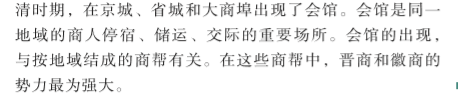 清时期，在京城、省城和大商埠出现了会馆。会馆是同一
地域的商人停宿、储运、交际的重要场所。会馆的出现，
与按地域结成的商帮有关。在这些商帮中，晋商和徽商的
势力最为强大。